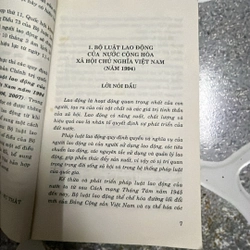 1. BỘ LUẬT LAO ĐỘNG
CỦA NƯỚC CỘNG HÒA
XÃ HỘI CHỦ NGHĨA VIỆT NAM
(NĂM 1994)
LỜI NÓI ĐẦU
Lao động là hoạt động quan trọng nhất của con
người, tạo ra của cải vật chất và các giá trị tinh thần
của xã hội. Lao động có năng suất, chất lượng và
hiệu quả cao là nhân tố quyết định sự phát triển của
đất nước.
Pháp luật lao động quy định quyền và nghĩa vụ của
người lao động và của người sử dụng lao động, các
tiêu chuẩn lao động, các nguyên tắc sử dụng và quản lý
lao động, góp phần thúc đẩy sản xuất, vì vậy có vị trí
quan trọng trong đời sống xã hội và trong hệ thống pháp luật
của quốc gia.
Kế thừa và phát triển pháp luật lao động của
nước ta từ sau Cách mạng Tháng Tám năm 1945
đến nay, Bộ luật lao động thể chế hóa đường lối đổi mới
của Đảng Cộng sản Việt Nam và cụ thể hóa các
7